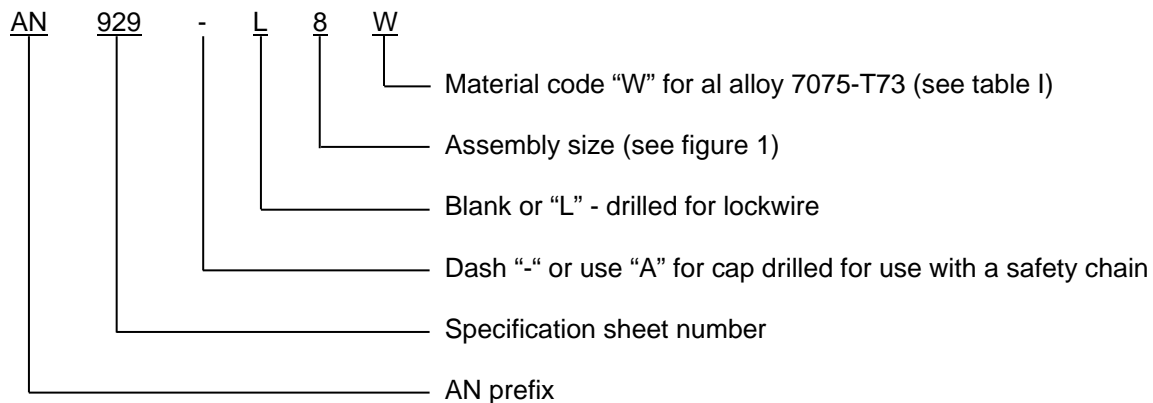 AN 929 - L 8 W
Material code “W” for al alloy 7075-T73 (see table I)
Assembly size (see figure 1)
Blank or “L” - drilled for lockwire
Dash “-“ or use “A” for cap drilled for use with a safety chain
Specification sheet number
AN prefix